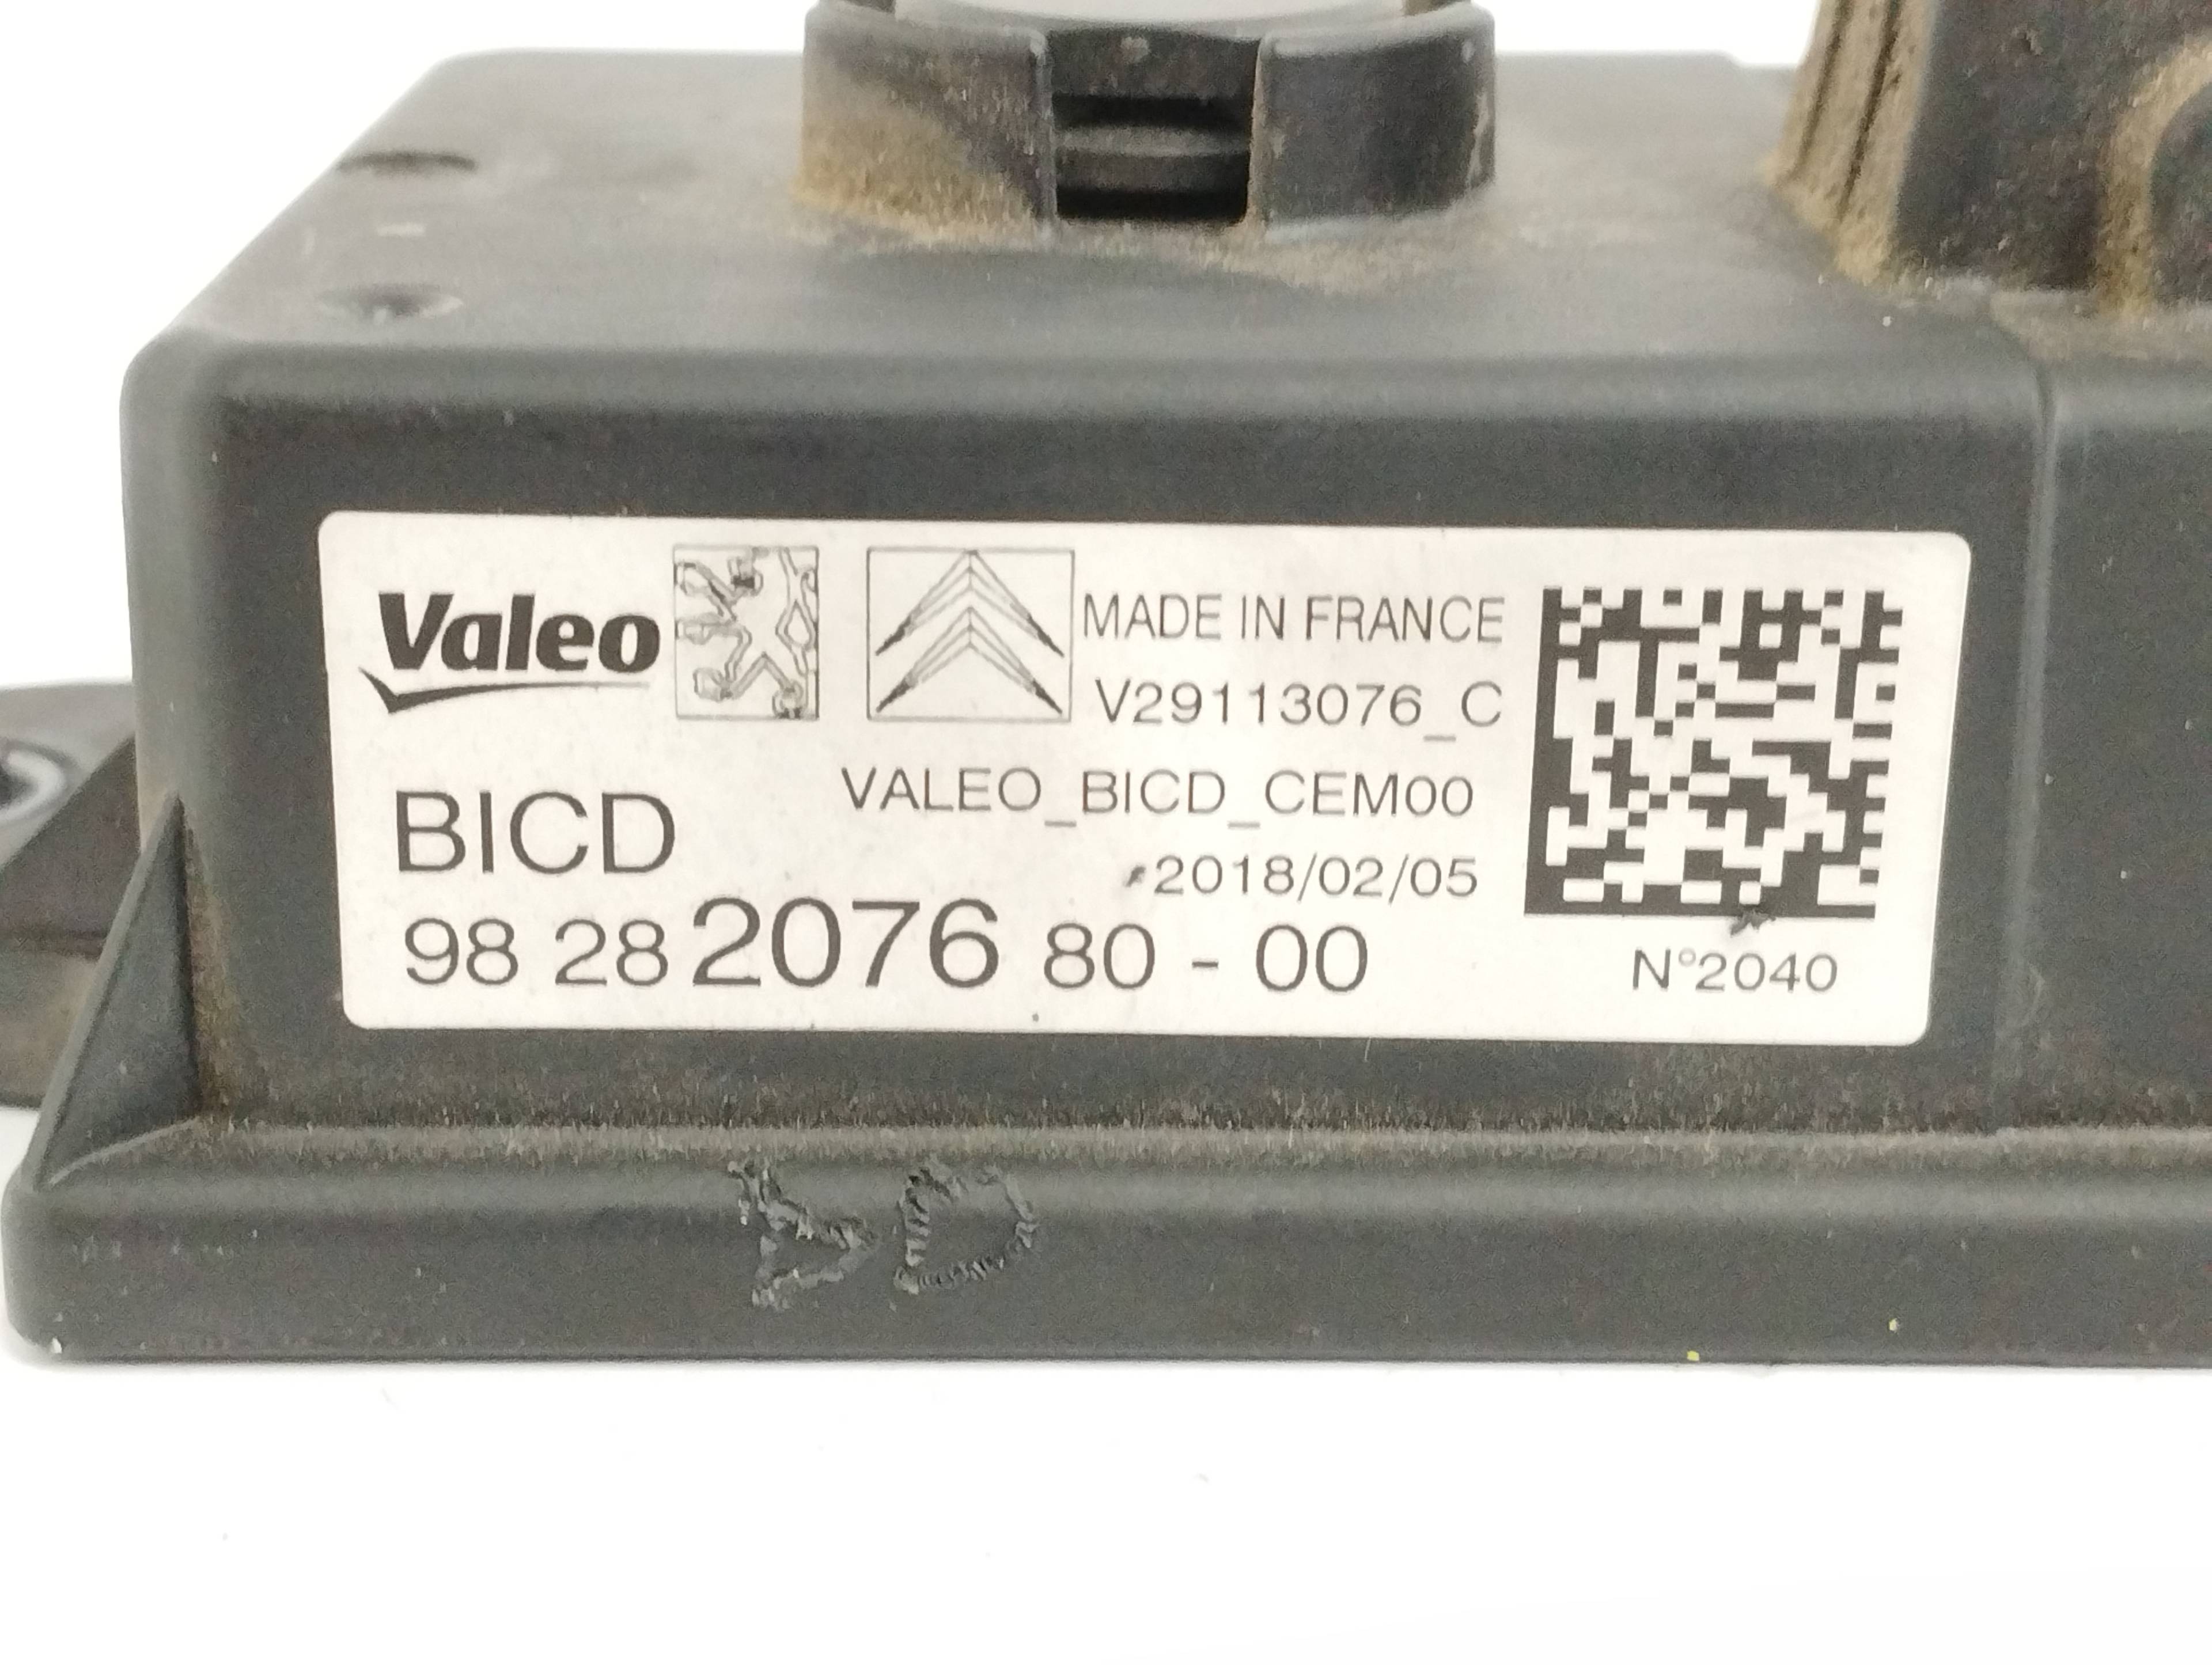 Valeo
MADE IN FRANCE
V29113076_C
VALEO_BICD_CEM00
BICD
2018/02/05
98 28 2076 80 - 00
N°2040